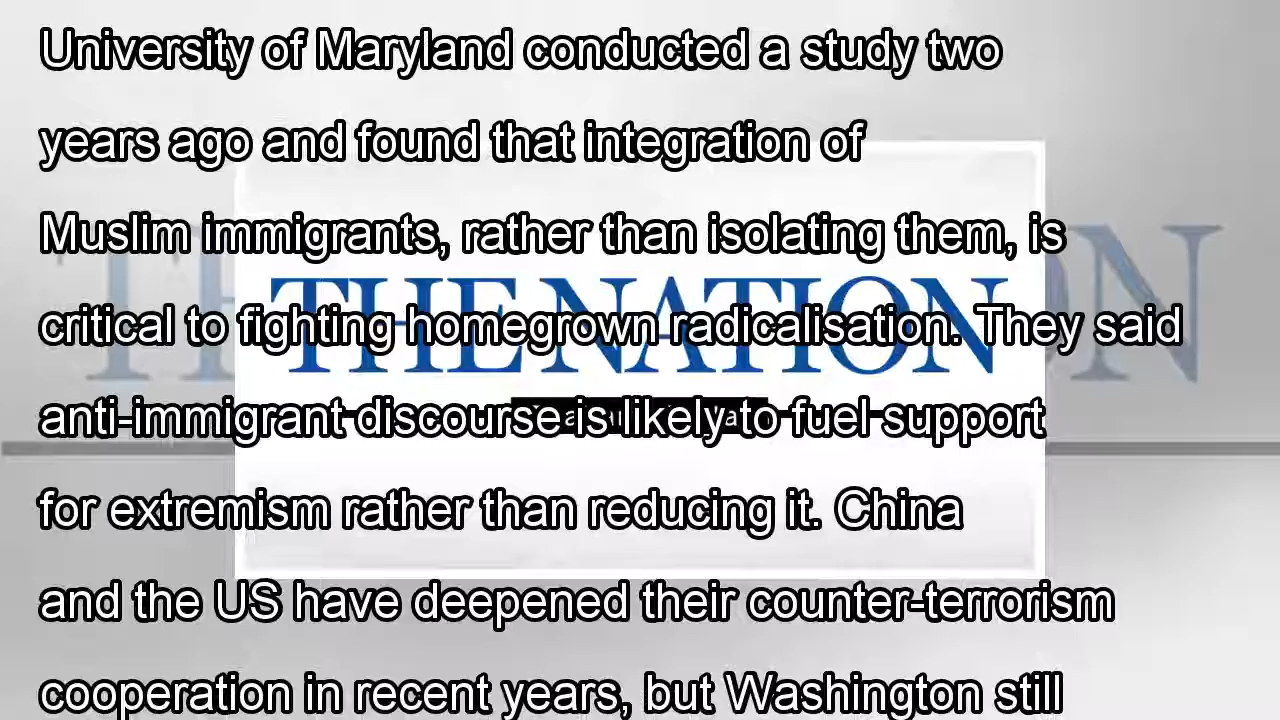 University of Maryland conducted a study two
years ago and found that integration of
Muslim immigrants, rather than isolating them, is
THE NATION
critical to fighting homegrown radicalisation. They said
anti-immigrant discourse is likely to fuel support
for extremism rather than reducing it. China
and the US have deepened their counter-terrorism
cooperation in recent years, but Washington still